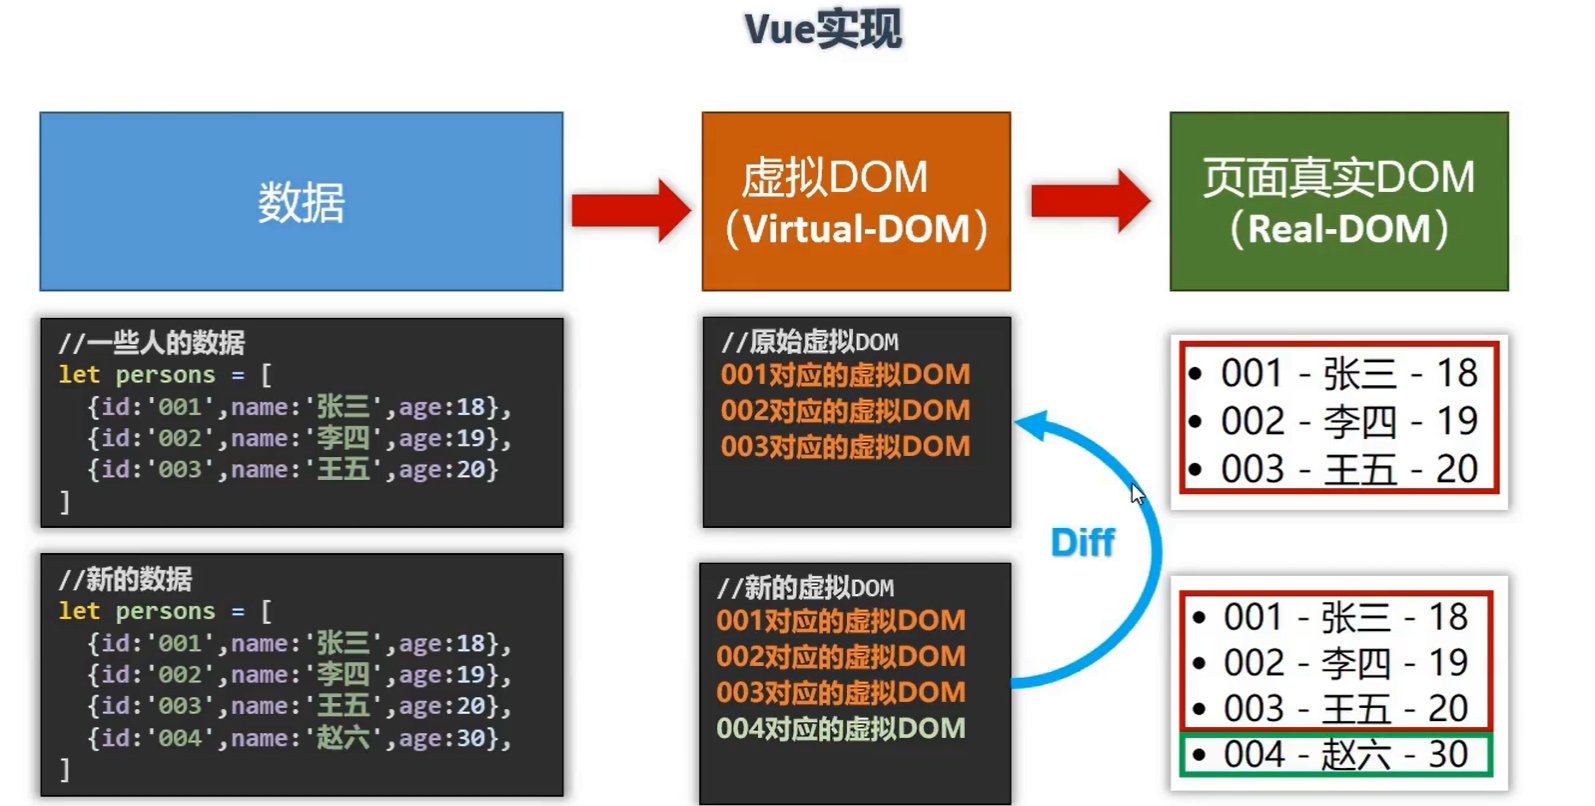 Vue实现
数据
虚拟DOM
（Virtual-DOM）
页面真实DOM
（Real-DOM）
//一些人的数据
let persons = [
{id:'001',name:'张三',age:18},
{id:'002',name:'李四',age:19},
{id:'003',name:'王五',age:20}
]
//原始虚拟DOM
001对应的虚拟DOM
002对应的虚拟DOM
003对应的虚拟DOM
• 001 - 张三 - 18
• 002 - 李四 - 19
• 003 - 王五 - 20
Diff
//新的数据
let persons = [
{id:'001',name:'张三',age:18},
{id:'002',name:'李四',age:19},
{id:'003',name:'王五',age:20},
{id:'004',name:'赵六',age:30},
]
//新的虚拟DOM
001对应的虚拟DOM
002对应的虚拟DOM
003对应的虚拟DOM
004对应的虚拟DOM
• 001 - 张三 - 18
• 002 - 李四 - 19
• 003 - 王五 - 20
• 004 - 赵六 - 30